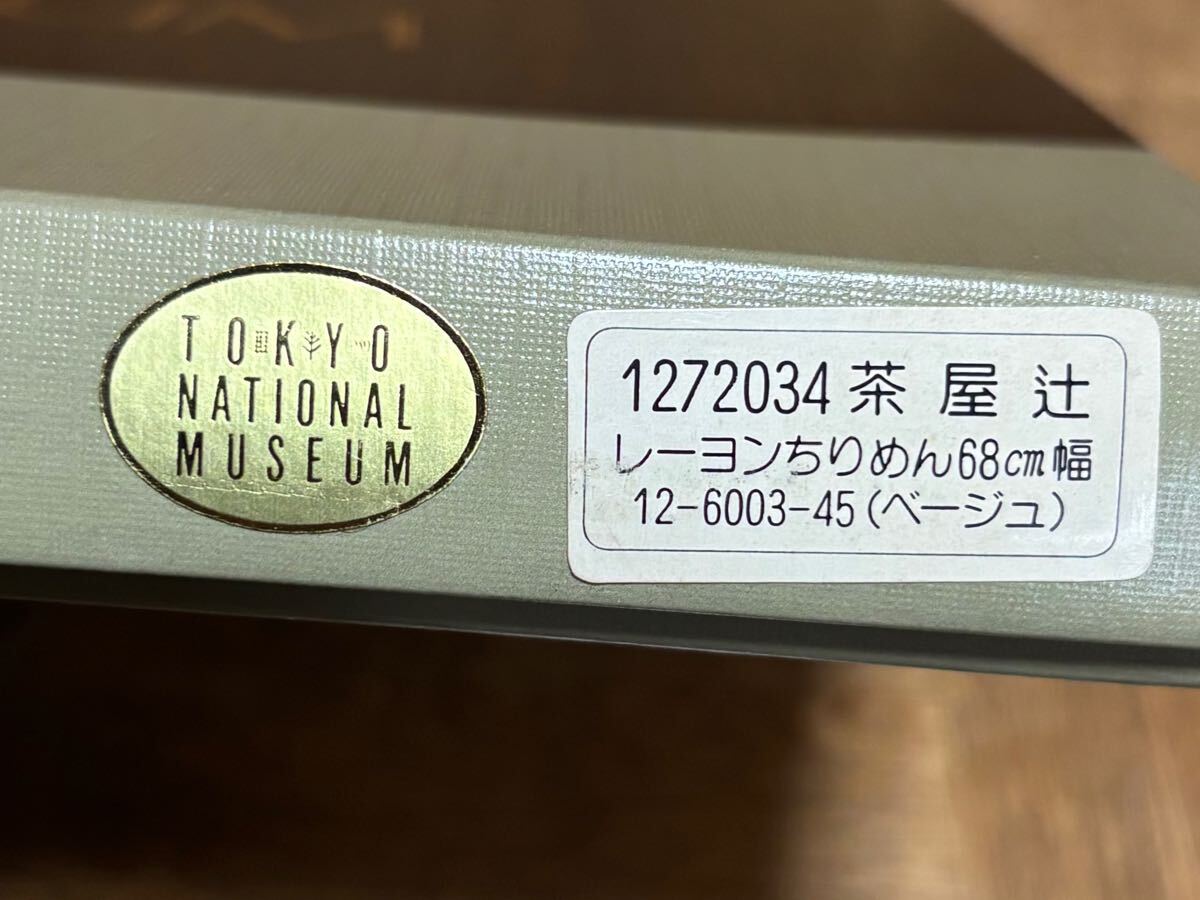 TOKYO
NATIONAL
MUSEUM
1272034 茶屋辻
レーヨンちりめん68cm幅
12-6003-45(ベージュ)